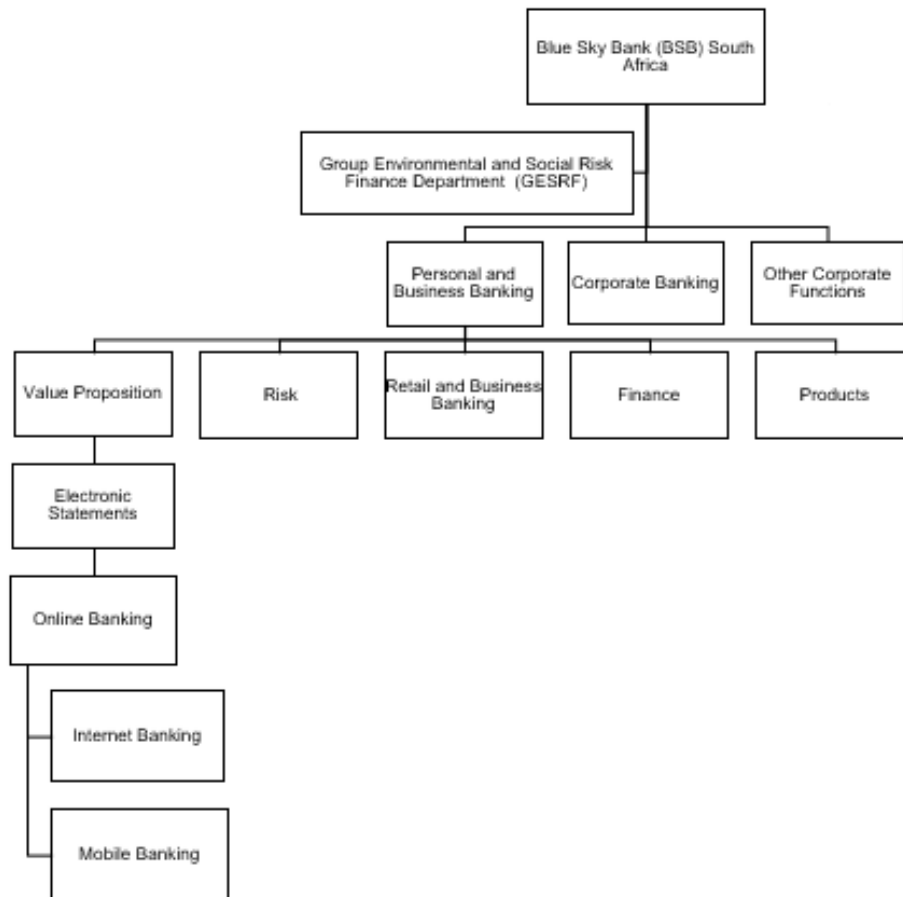 Blue Sky Bank (BSB) South
Africa
Group Environmental and Social Risk
Finance Department (GESRF)
Personal and
Business Banking
Corporate Banking
Other Corporate
Functions
Value Proposition
Risk
Retail and Business
Banking
Finance
Products
Electronic
Statements
Online Banking
Internet Banking
Mobile Banking